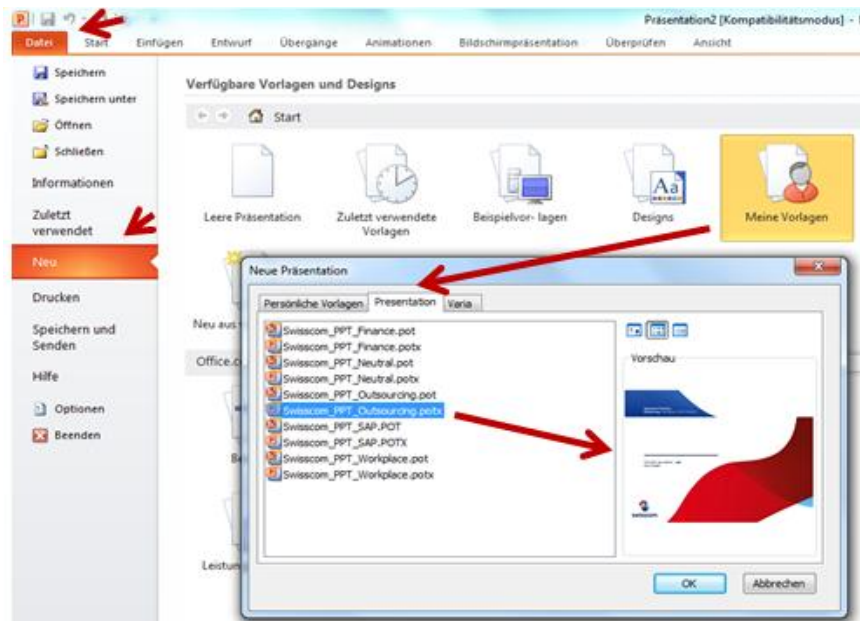 Präsentation2 [Kompatibilitätsmodus] -
Datei Start Einfügen Entwurf Übergänge Animationen Bildschirmpräsentation Überprüfen Ansicht
Speichern
Speichern unter
Öffnen
Schließen
Informationen
Zuletzt
verwendet
Neu
Drucken
Speichern und
Senden
Hilfe
Optionen
Beenden
Verfügbare Vorlagen und Designs
Start
Leere Präsentation
Zuletzt verwendete
Vorlagen
Beispielvor- lagen
Designs
Meine Vorlagen
Neu aus
Office.c
Be
Leistun
Neue Präsentation
Persönliche Vorlagen Presentation Varia
Swisscom_PPT_Finance.pot
Swisscom_PPT_Finance.potx
Swisscom_PPT_Neutral.pot
Swisscom_PPT_Neutral.potx
Swisscom_PPT_Outsourcing.pot
Swisscom_PPT_Outsourcing.potx
Swisscom_PPT_SAP.POT
Swisscom_PPT_SAP.POTX
Swisscom_PPT_Workplace.pot
Swisscom_PPT_Workplace.potx
Vorschau
swisscom
OK Abbrechen